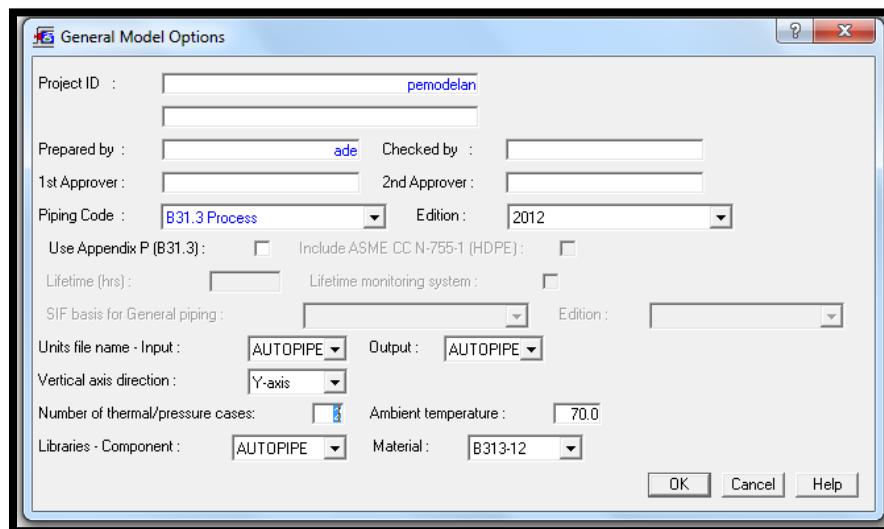 General Model Options
Project ID : pemodelan
Prepared by : ade Checked by :
1st Approver : 2nd Approver :
Piping Code : B31.3 Process Edition : 2012
Use Appendix P (B31.3) : Include ASME CC N-755-1 (HDPE) :
Lifetime (hrs) : Lifetime monitoring system :
SIF basis for General piping : Edition :
Units file name - Input : AUTOPIPE Output : AUTOPIPE
Vertical axis direction : Y-axis
Number of thermal/pressure cases: Ambient temperature : 70.0
Libraries - Component : AUTOPIPE Material : B313-12
OK Cancel Help